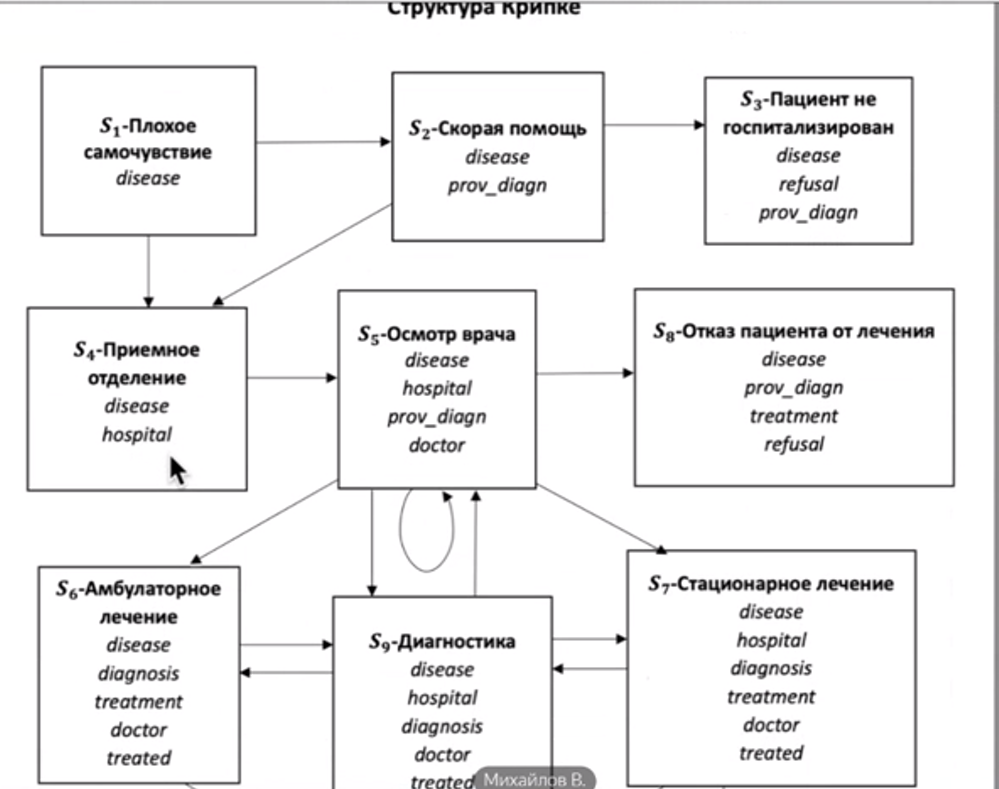 Структура Крипке
S₁-Плохое
самочувствие
disease
S₂-Скорая помощь
disease
prov_diagn
S₃-Пациент не
госпитализирован
disease
refusal
prov_diagn
S₄-Приемное
отделение
disease
hospital
S₅-Осмотр врача
disease
hospital
prov_diagn
doctor
S₈-Отказ пациента от лечения
disease
prov_diagn
treatment
refusal
S₆-Амбулаторное
лечение
disease
diagnosis
treatment
doctor
treated
S₉-Диагностика
disease
hospital
diagnosis
doctor
treated
S₇-Стационарное лечение
disease
hospital
diagnosis
treatment
doctor
treated
Михайлов В.